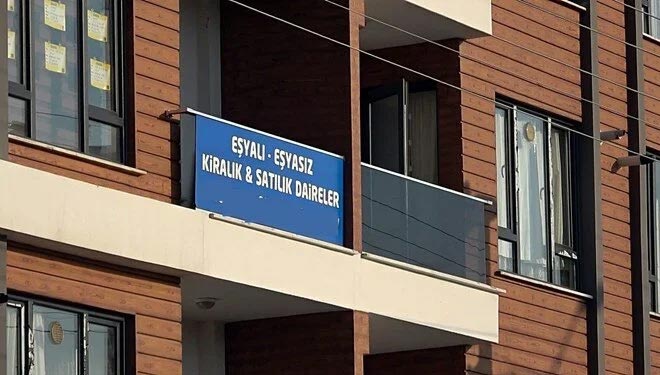 EŞYALI - EŞYASIZ
KİRALIK & SATILIK DAİRELER